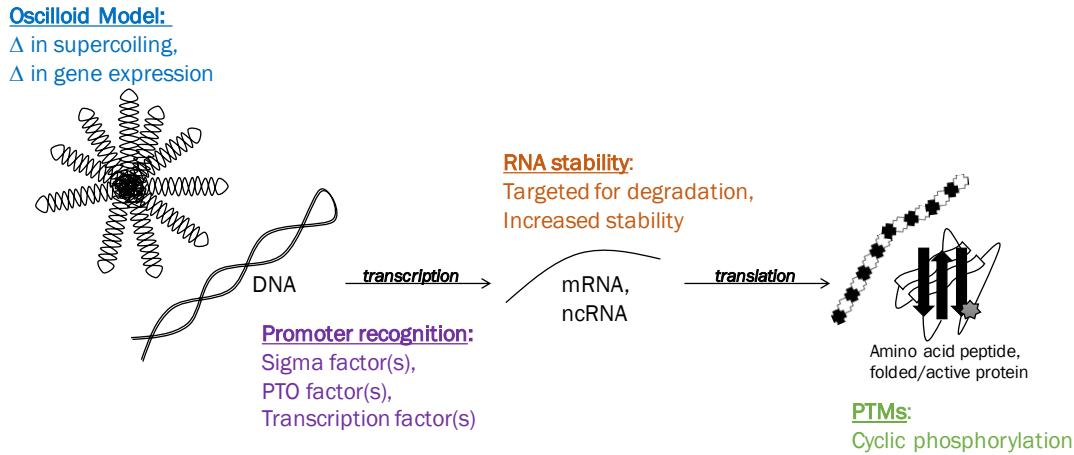 Oscilloid Model:
Δ in supercoiling,
Δ in gene expression
RNA stability:
Targeted for degradation,
Increased stability
DNA
transcription
mRNA,
ncRNA
translation
Promoter recognition:
Sigma factor(s),
PTO factor(s),
Transcription factor(s)
Amino acid peptide,
folded/active protein
PTMs:
Cyclic phosphorylation